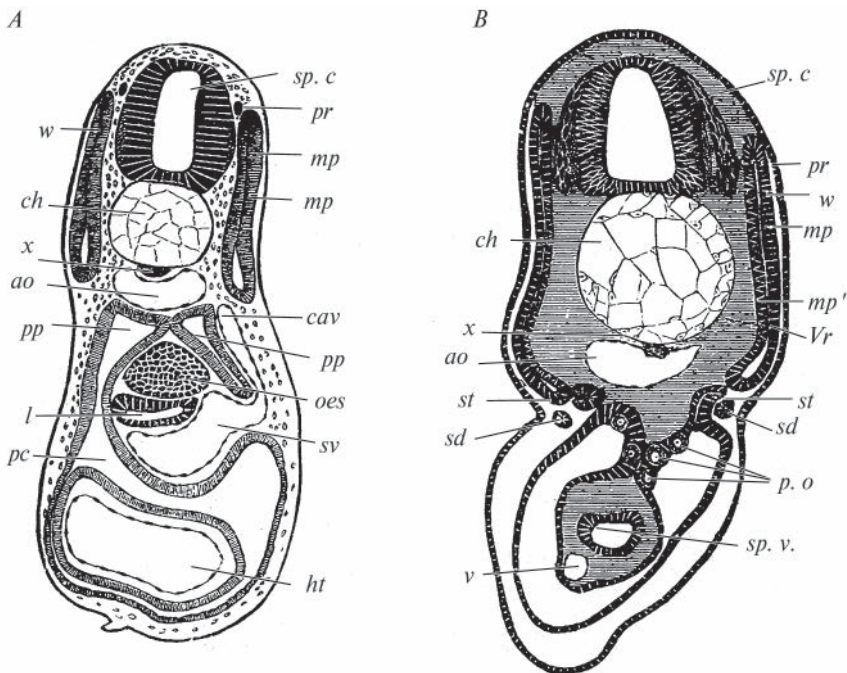 A
sp. c
pr
w
mp
mp
ch
x
ao
cav
pp
pp
oes
l
sv
pc
ht
B
sp. c
pr
w
mp
ch
mp'
x
Vr
ao
st
st
sd
sd
p. o
sp. v.
v